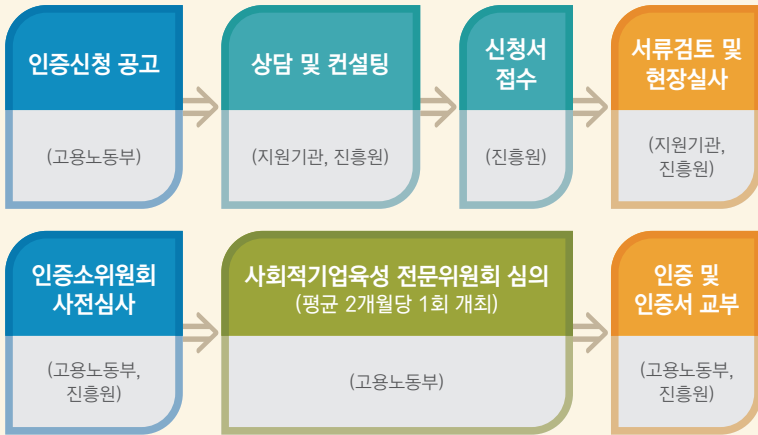 인증신청 공고
(고용노동부)
상담 및 컨설팅
(지원기관, 진흥원)
신청서
접수
(진흥원)
서류검토 및
현장실사
(지원기관,
진흥원)
인증소위원회
사전심사
(고용노동부,
진흥원)
사회적기업육성 전문위원회 심의
(평균 2개월당 1회 개최)
(고용노동부)
인증 및
인증서 교부
(고용노동부,
진흥원)